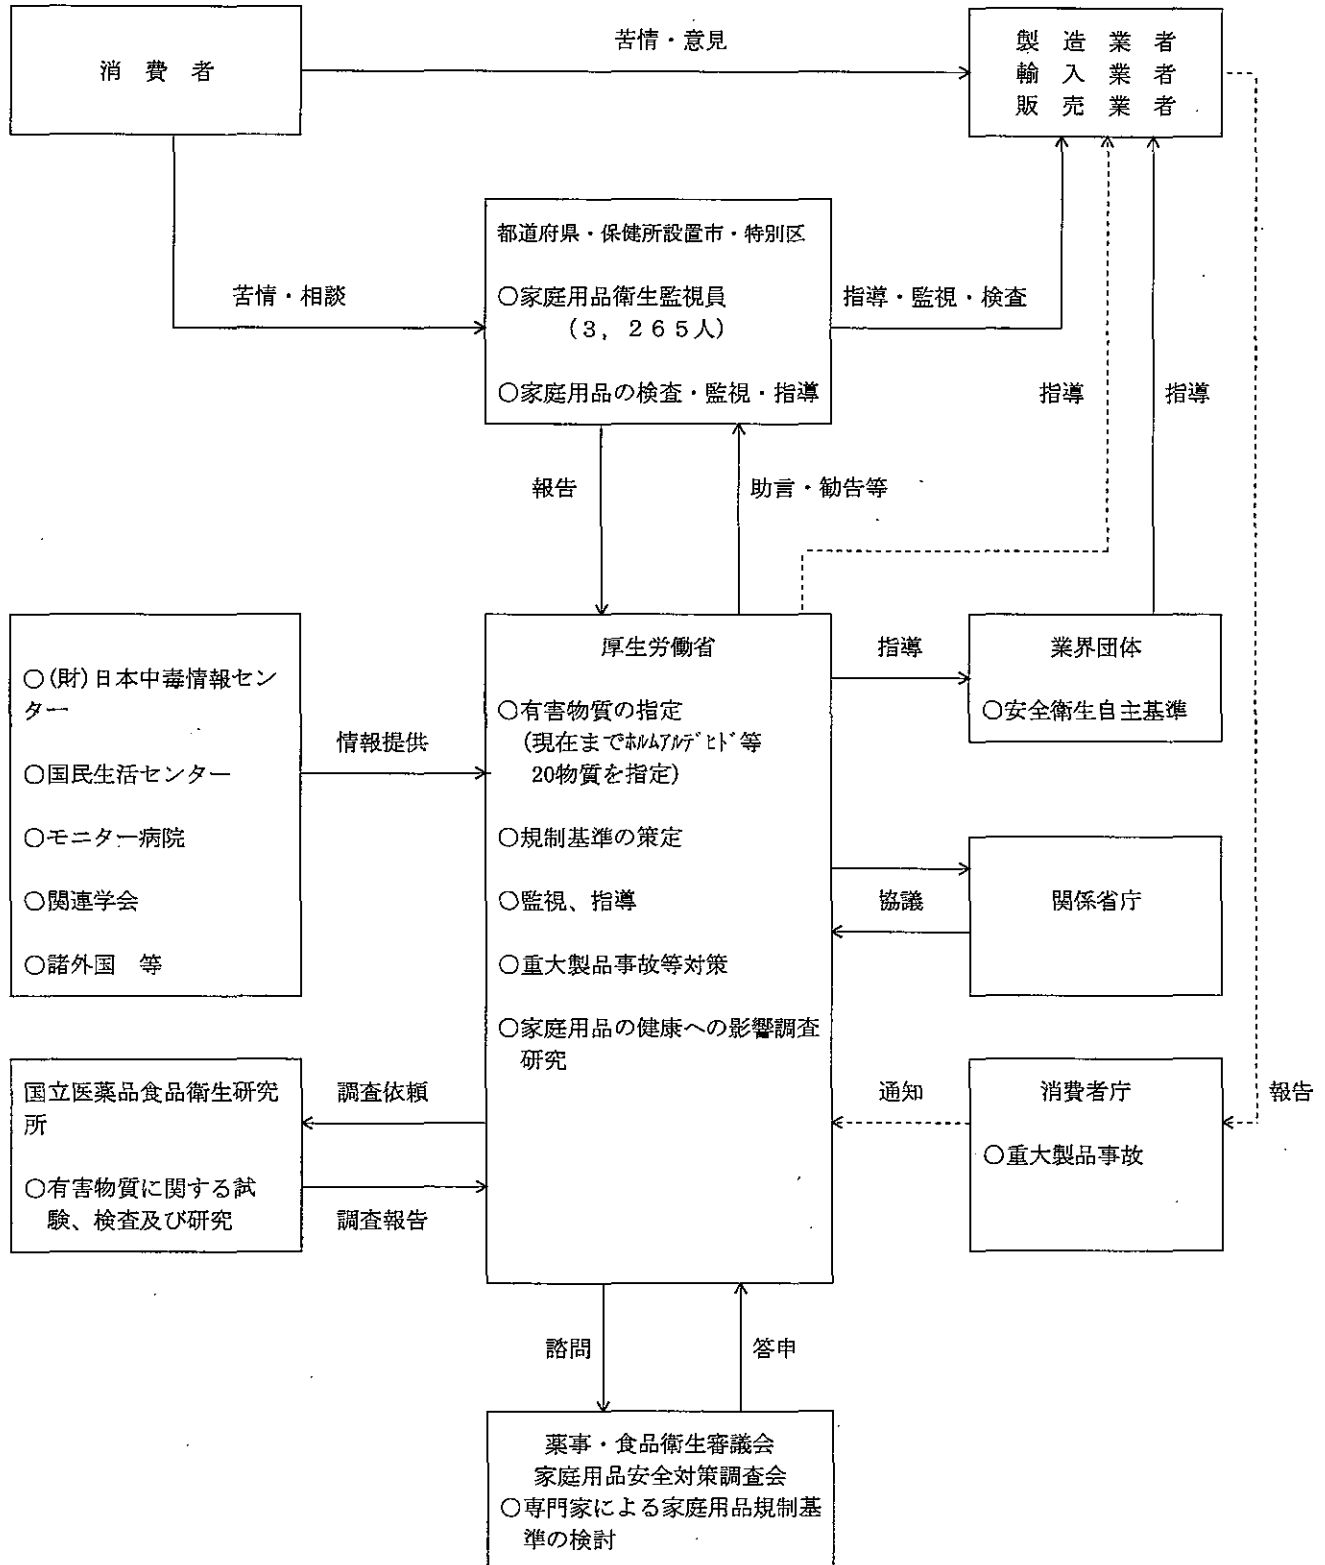 消費者
苦情・意見
製造業者
輸入業者
販売業者
苦情・相談
都道府県・保健所設置市・特別区
○家庭用品衛生監視員
(3,265人)
○家庭用品の検査・監視・指導
指導・監視・検査
指導
指導
報告
助言・勧告等
○(財)日本中毒情報セン
ター
○国民生活センター
○モニター病院
○関連学会
○諸外国 等
情報提供
厚生労働省
○有害物質の指定
(現在までホルムアルデヒド等
20物質を指定)
○規制基準の策定
○監視、指導
○重大製品事故等対策
○家庭用品の健康への影響調査
研究
指導
業界団体
○安全衛生自主基準
協議
関係省庁
国立医薬品食品衛生研究
所
○有害物質に関する試
験、検査及び研究
調査依頼
調査報告
通知
消費者庁
○重大製品事故
報告
諮問
答申
薬事・食品衛生審議会
家庭用品安全対策調査会
○専門家による家庭用品規制基
準の検討